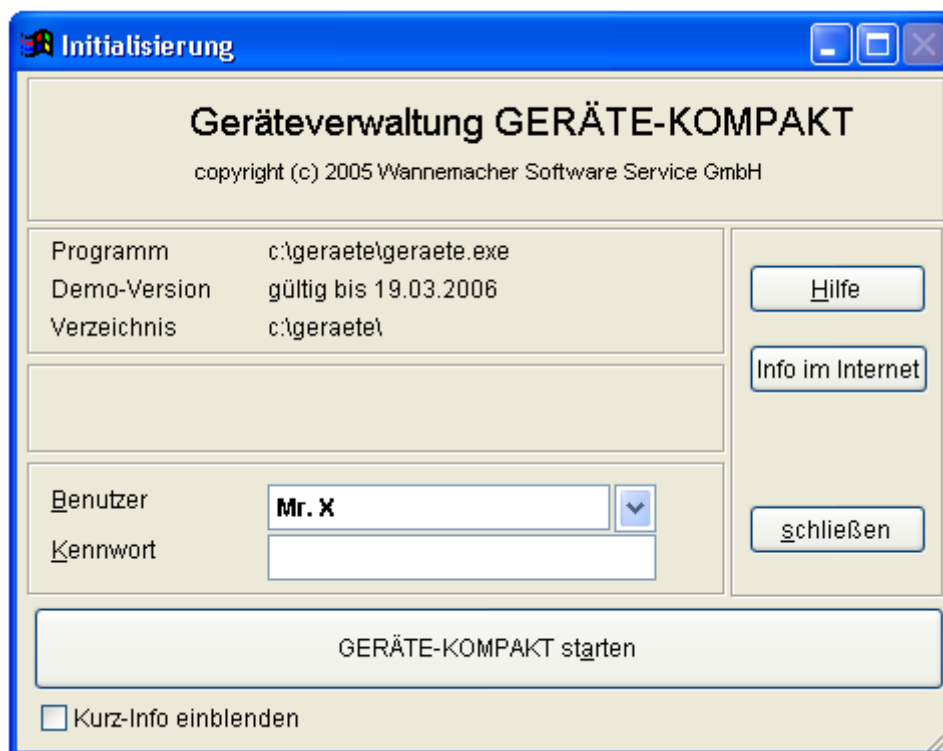 Initialisierung
Geräteverwaltung GERÄTE-KOMPAKT
copyright (c) 2005 Wannemacher Software Service GmbH
Programm c:\geraete\geraete.exe
Demo-Version gültig bis 19.03.2006
Verzeichnis c:\geraete\
Hilfe
Info im Internet
Benutzer Mr. X
Kennwort
schließen
GERÄTE-KOMPAKT starten
Kurz-Info einblenden